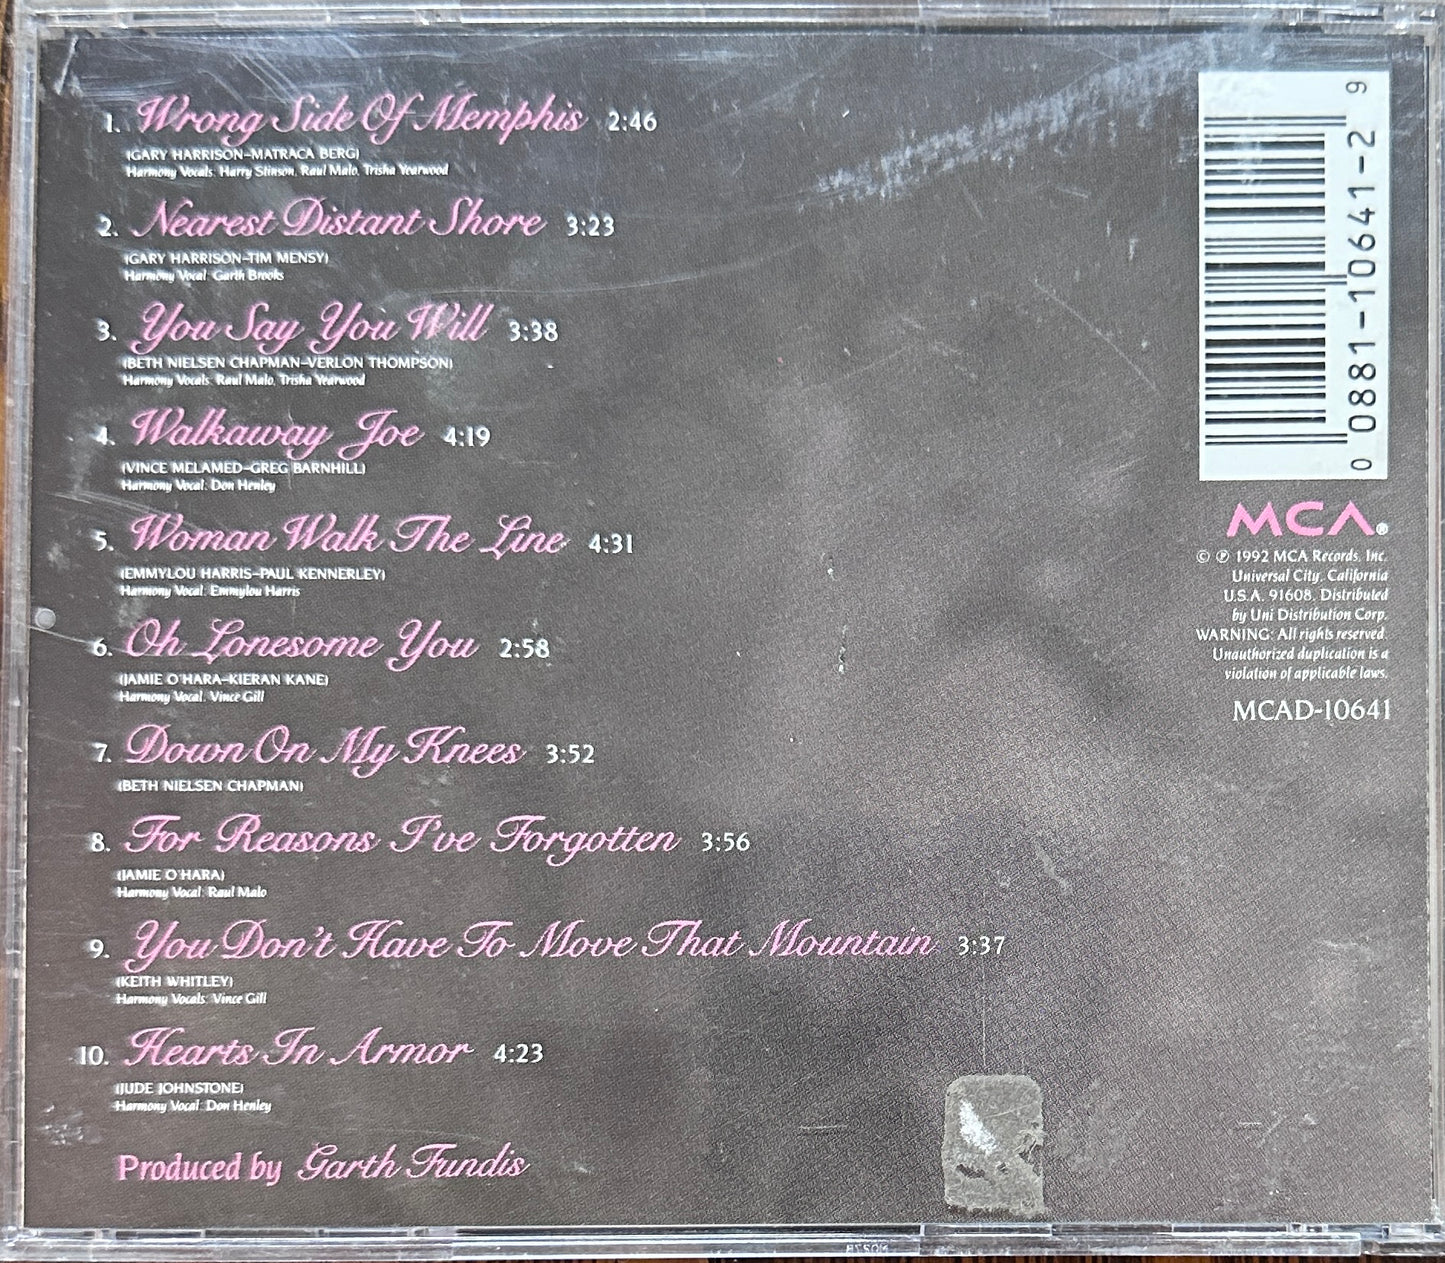 1. Wrong Side Of Memphis 2:46
(GARY HARRISON–MATRACA BERG)
Harmony Vocals: Harry Stinson, Raul Malo, Trisha Yearwood
2. Nearest Distant Shore 3:23
(GARY HARRISON–TIM MENSY)
Harmony Vocal: Garth Brooks
3. You Say You Will 3:38
(BETH NIELSEN CHAPMAN–VERLON THOMPSON)
Harmony Vocals: Raul Malo, Trisha Yearwood
4. Walkaway Joe 4:19
(VINCE MELAMED–GREG BARNHILL)
Harmony Vocal: Don Henley
5. Woman Walk The Line 4:31
(EMMYLOU HARRIS–PAUL KENNERLEY)
Harmony Vocal: Emmylou Harris
6. Oh Lonesome You 2:58
(JAMIE O'HARA–KIERAN KANE)
Harmony Vocal: Vince Gill
7. Down On My Knees 3:52
(BETH NIELSEN CHAPMAN)
8. For Reasons I've Forgotten 3:56
(JAMIE O'HARA)
Harmony Vocal: Raul Malo
9. You Don't Have To Move That Mountain 3:37
(KEITH WHITLEY)
Harmony Vocals: Vince Gill
10. Hearts In Armor 4:23
(JUDE JOHNSTONE)
Harmony Vocal: Don Henley
Produced by Garth Fundis
0 0881-10641-2 9
MCA®
© ℗ 1992 MCA Records, Inc.
Universal City, California
U.S.A. 91608. Distributed
by Uni Distribution Corp.
WARNING: All rights reserved.
Unauthorized duplication is a
violation of applicable laws.
MCAD-10641